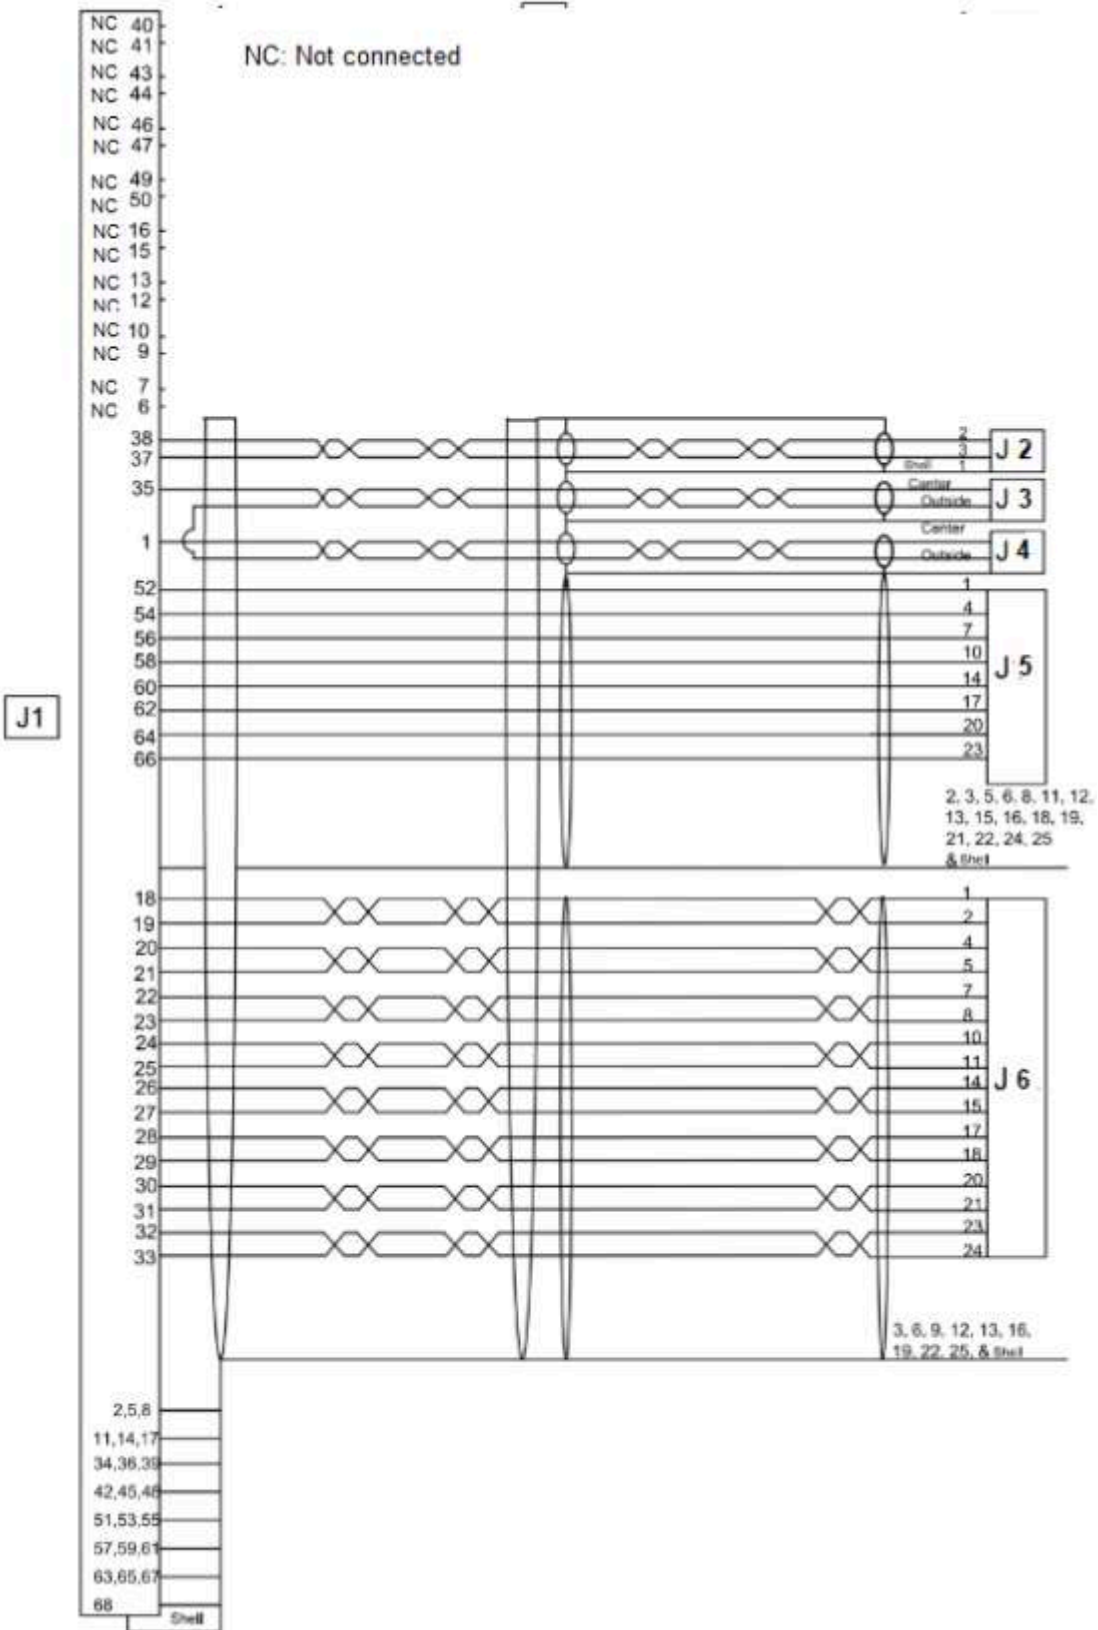 NC 40
NC 41
NC: Not connected
NC 43
NC 44
NC 46
NC 47
NC 49
NC 50
NC 16
NC 15
NC 13
NC 12
NC 10
NC 9
NC 7
NC 6
38 2
37 3 J 2
Shell 1
35 Center
Outside J 3
1 Center
Outside J 4
52 1
54 4
56 7
58 10
J 5
60 14
62 17
J1
64 20
66 23
2, 3, 5, 6. 8. 11, 12,
13, 15, 16, 18, 19,
21, 22, 24, 25
& Shell
18 1
19 2
20 4
21 5
22 7
23 8
24 10
25 11
26 14 J 6
27 15
28 17
29 18
30 20
31 21
32 23
33 24
3, 6, 9, 12, 13, 16,
19, 22, 25, & Shell
2,5,8
11,14,17
34,36,39
42,45,48
51,53,55
57,59,61
63,65,67
68
Shell